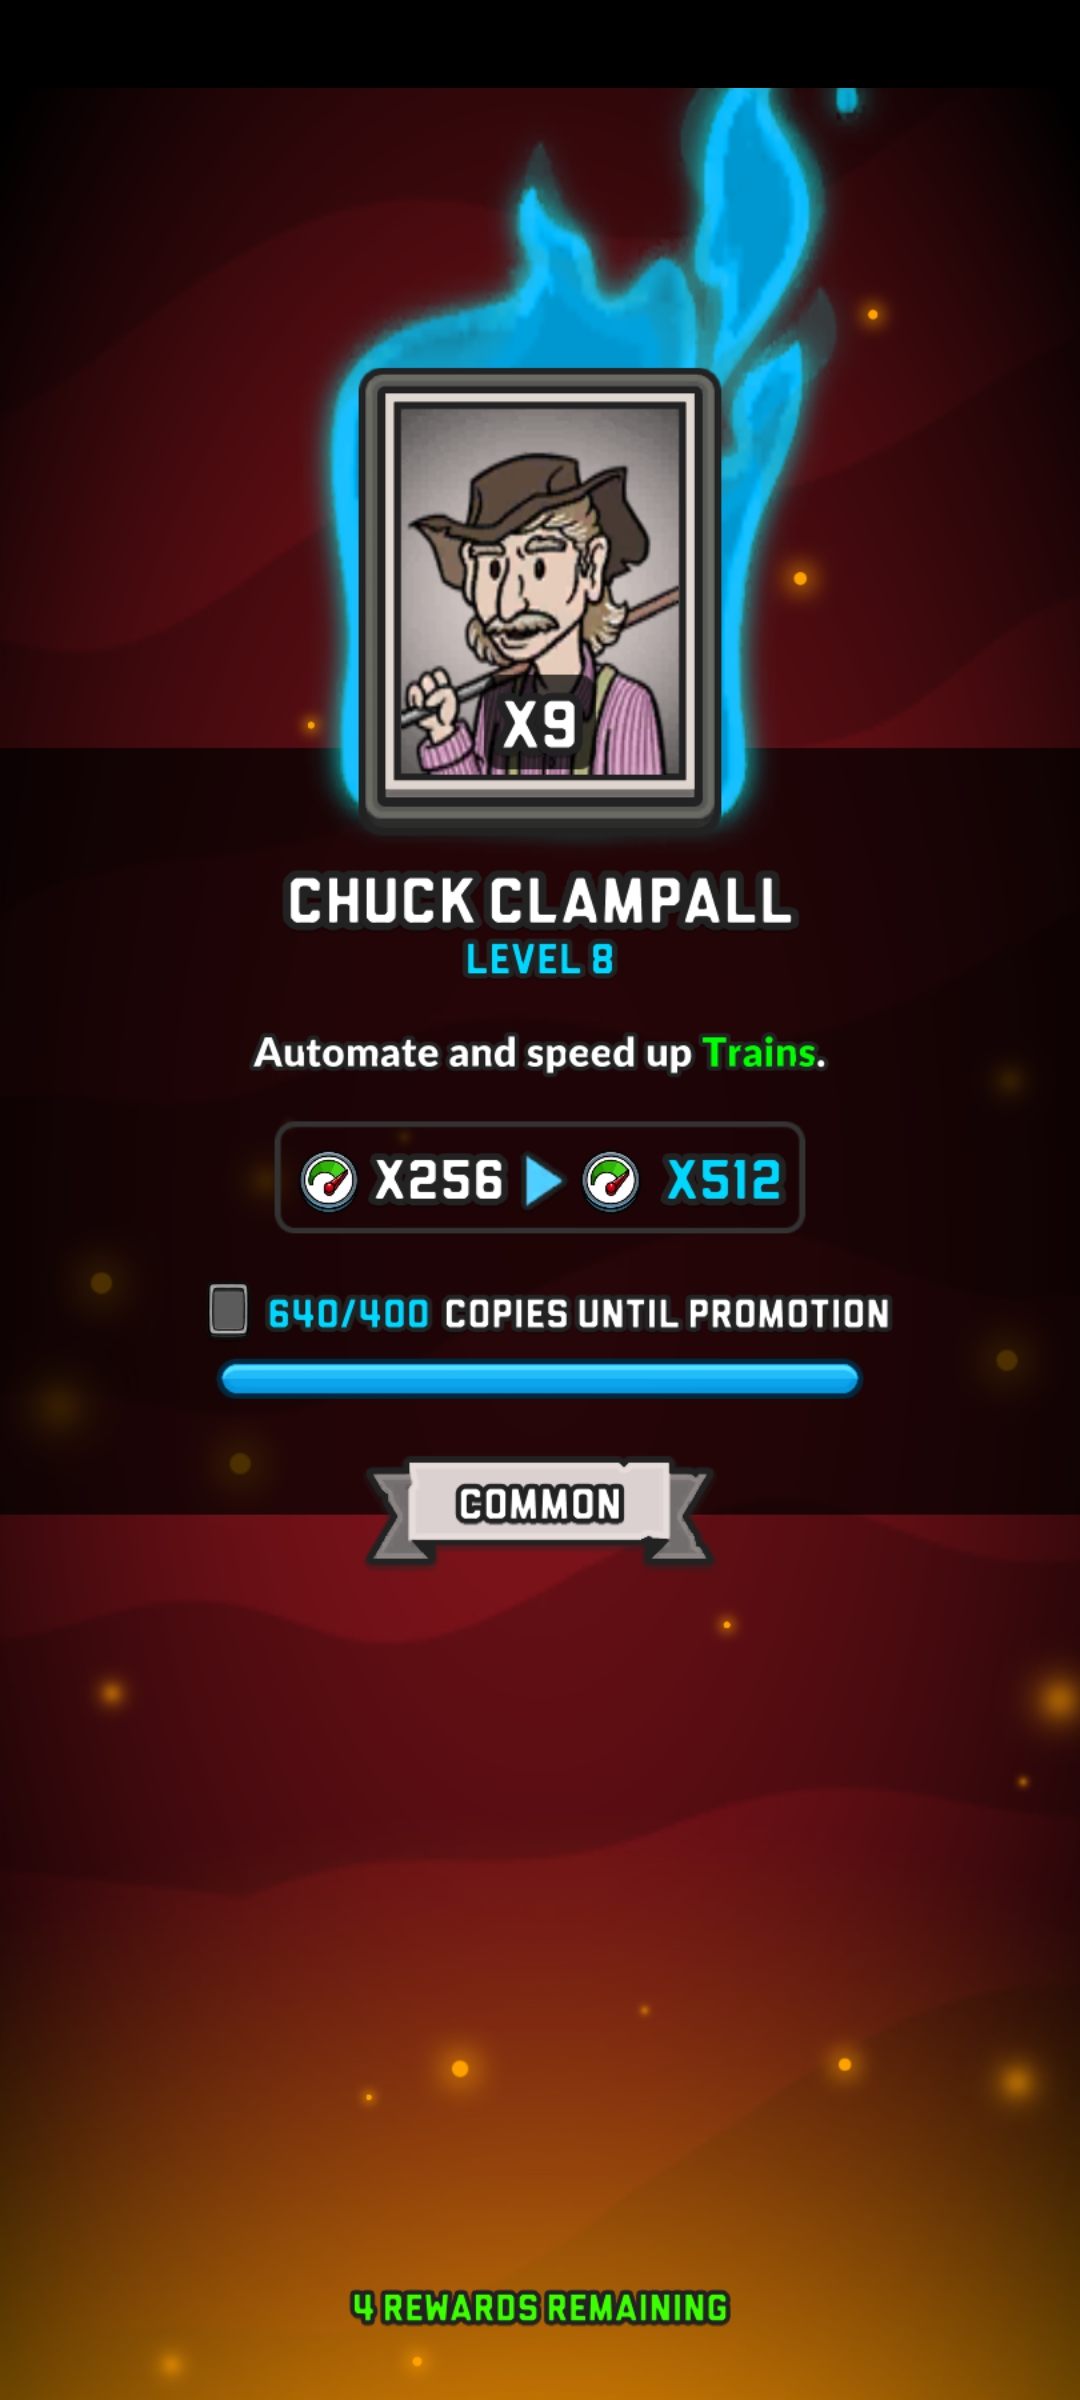 X9
CHUCK CLAMPALL
LEVEL 8
Automate and speed up Trains.
X256 X512
640/400 COPIES UNTIL PROMOTION
COMMON
4 REWARDS REMAINING